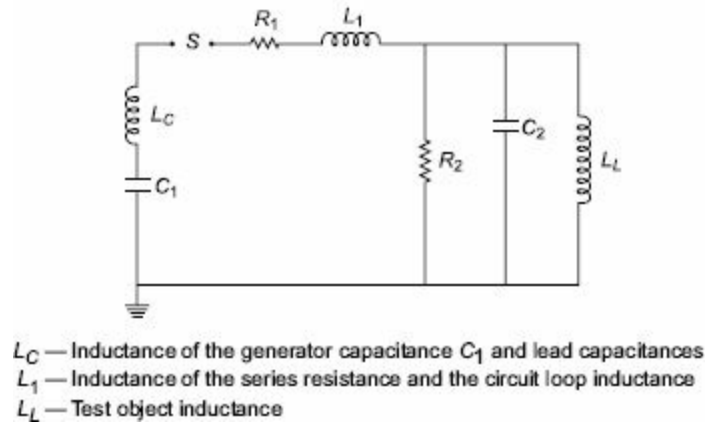 R1
L1
S
LC
C1
R2
C2
LL
LC — Inductance of the generator capacitance C1 and lead capacitances
L1 — Inductance of the series resistance and the circuit loop inductance
LL — Test object inductance